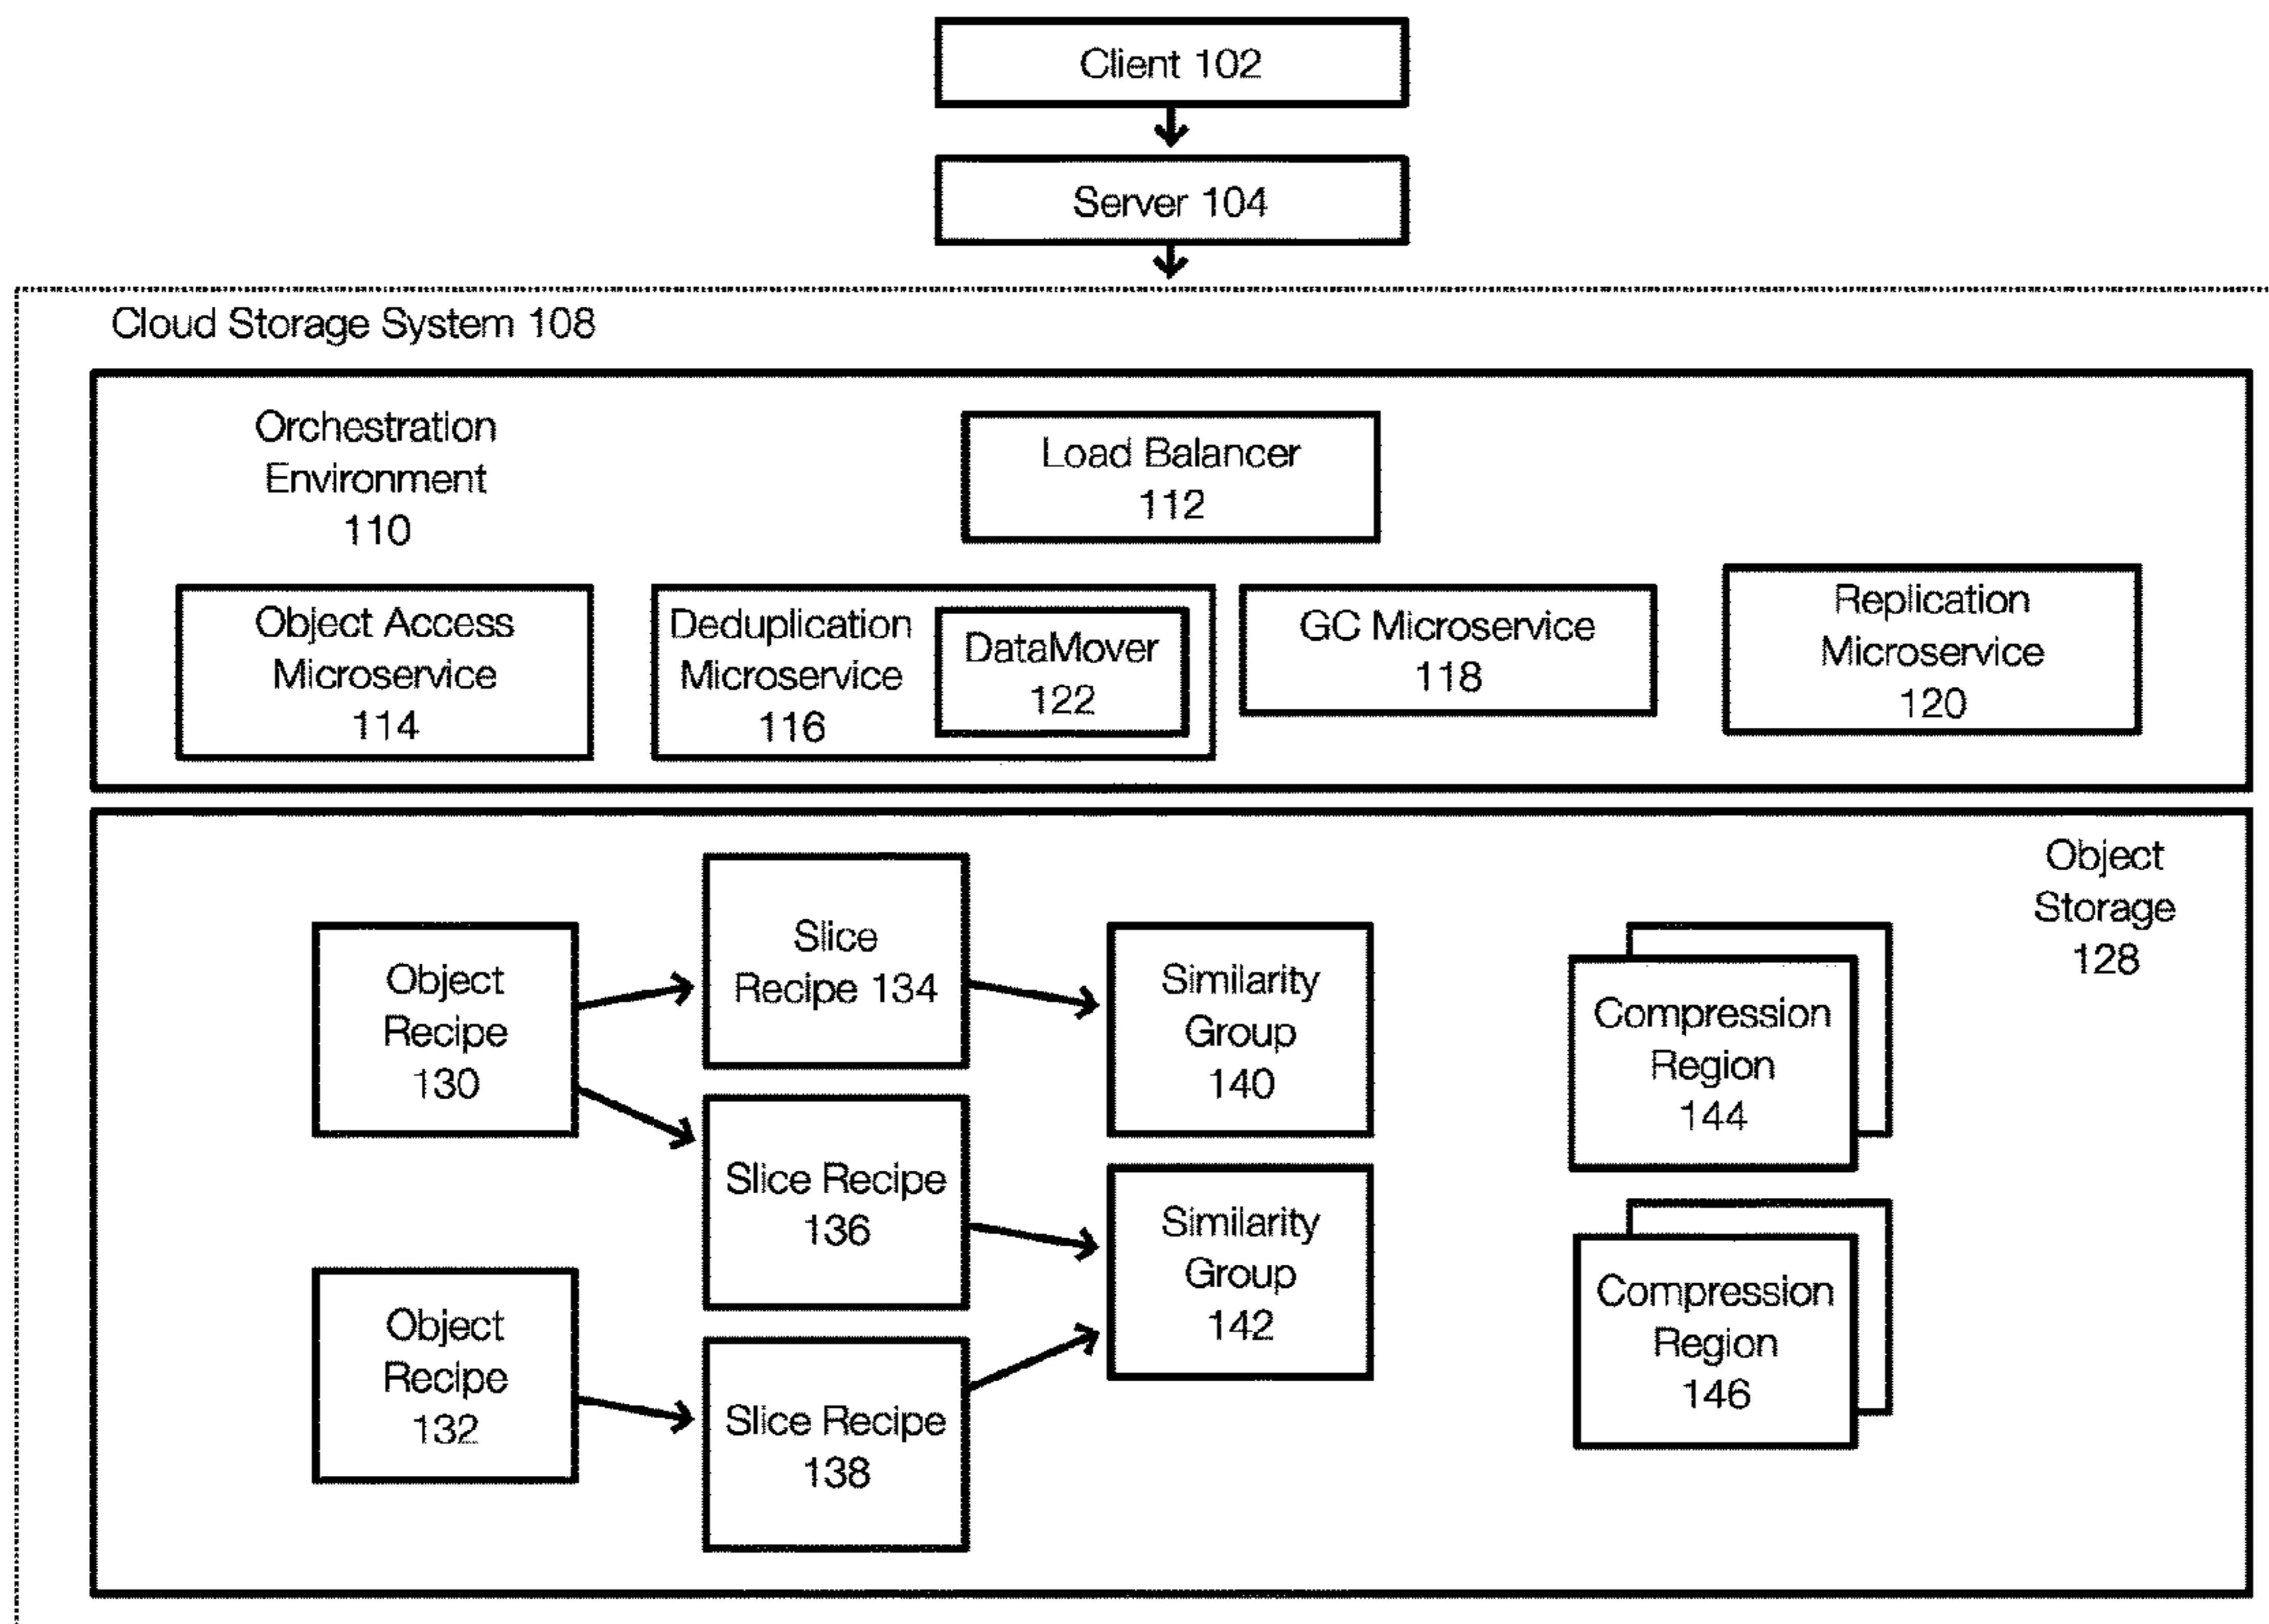 Client 102
Server 104
Cloud Storage System 108
Orchestration
Environment
110
Load Balancer
112
Object Access
Microservice
114
Deduplication
Microservice
116
DataMover
122
GC Microservice
118
Replication
Microservice
120
Object
Storage
128
Object
Recipe
130
Slice
Recipe 134
Similarity
Group
140
Compression
Region
144
Slice Recipe
136
Similarity
Group
142
Compression
Region
146
Object
Recipe
132
Slice Recipe
138